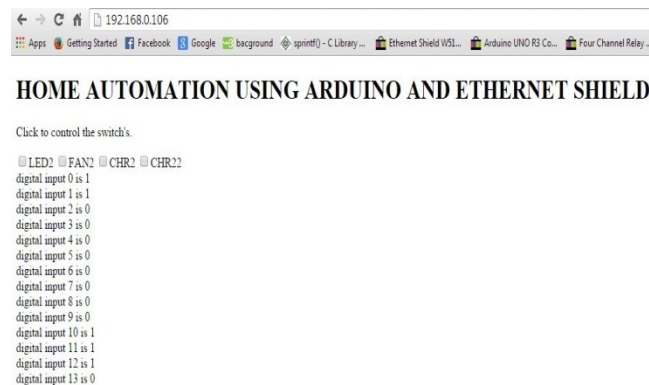 192.168.0.106
Apps Getting Started Facebook Google bacground sprintf() - C Library ... Ethernet Shield W51... Arduino UNO R3 Co... Four Channel Relay ..
HOME AUTOMATION USING ARDUINO AND ETHERNET SHIELD
Click to control the switch's.
LED2 FAN2 CHR2 CHR22
digital input 0 is 1
digital input 1 is 1
digital input 2 is 0
digital input 3 is 0
digital input 4 is 0
digital input 5 is 0
digital input 6 is 0
digital input 7 is 0
digital input 8 is 0
digital input 9 is 0
digital input 10 is 1
digital input 11 is 1
digital input 12 is 1
digital input 13 is 0